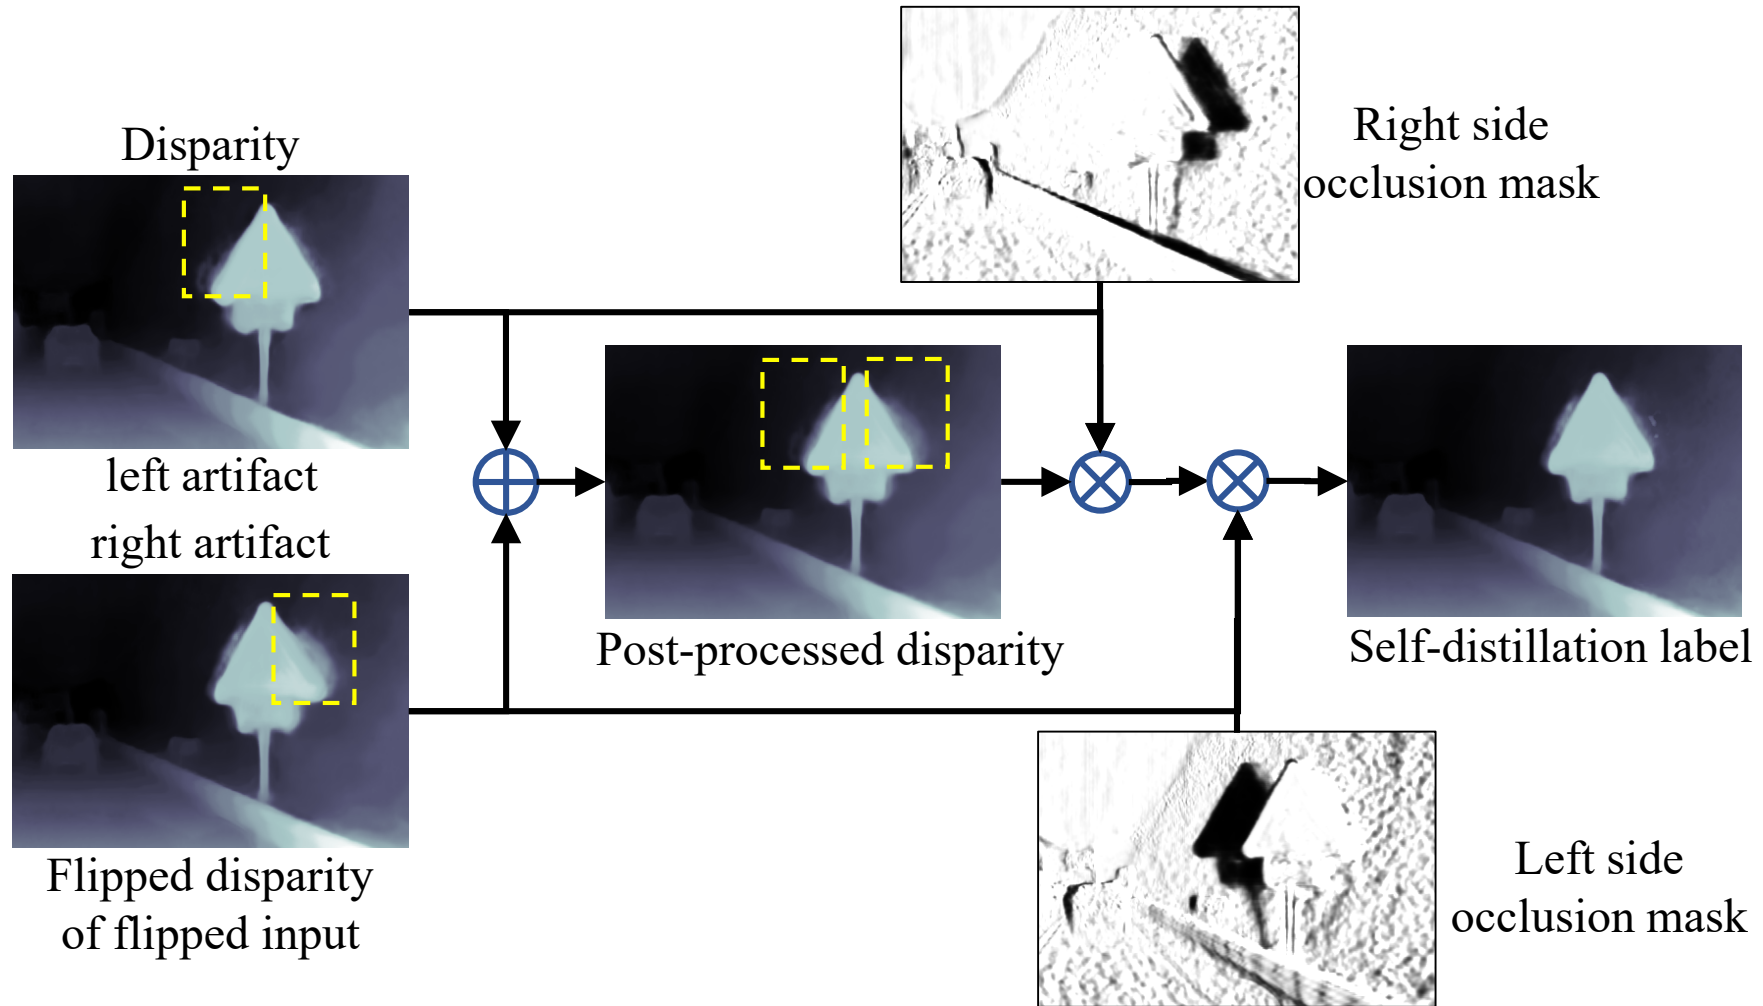 Right side
occlusion mask
Disparity
left artifact
right artifact
Post-processed disparity
Self-distillation label
Flipped disparity
of flipped input
Left side
occlusion mask